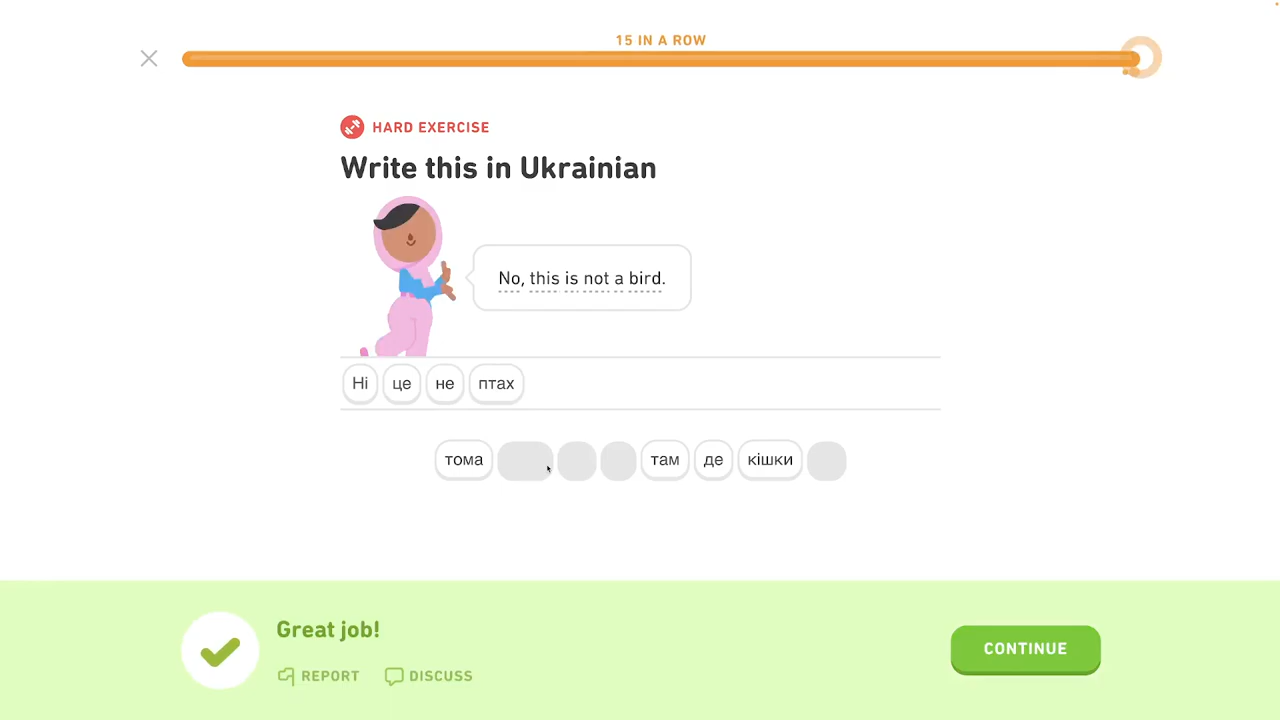 15 IN A ROW
HARD EXERCISE
Write this in Ukrainian
No, this is not a bird.
Ні це не птах
тома там де кішки
Great job!
REPORT DISCUSS
CONTINUE